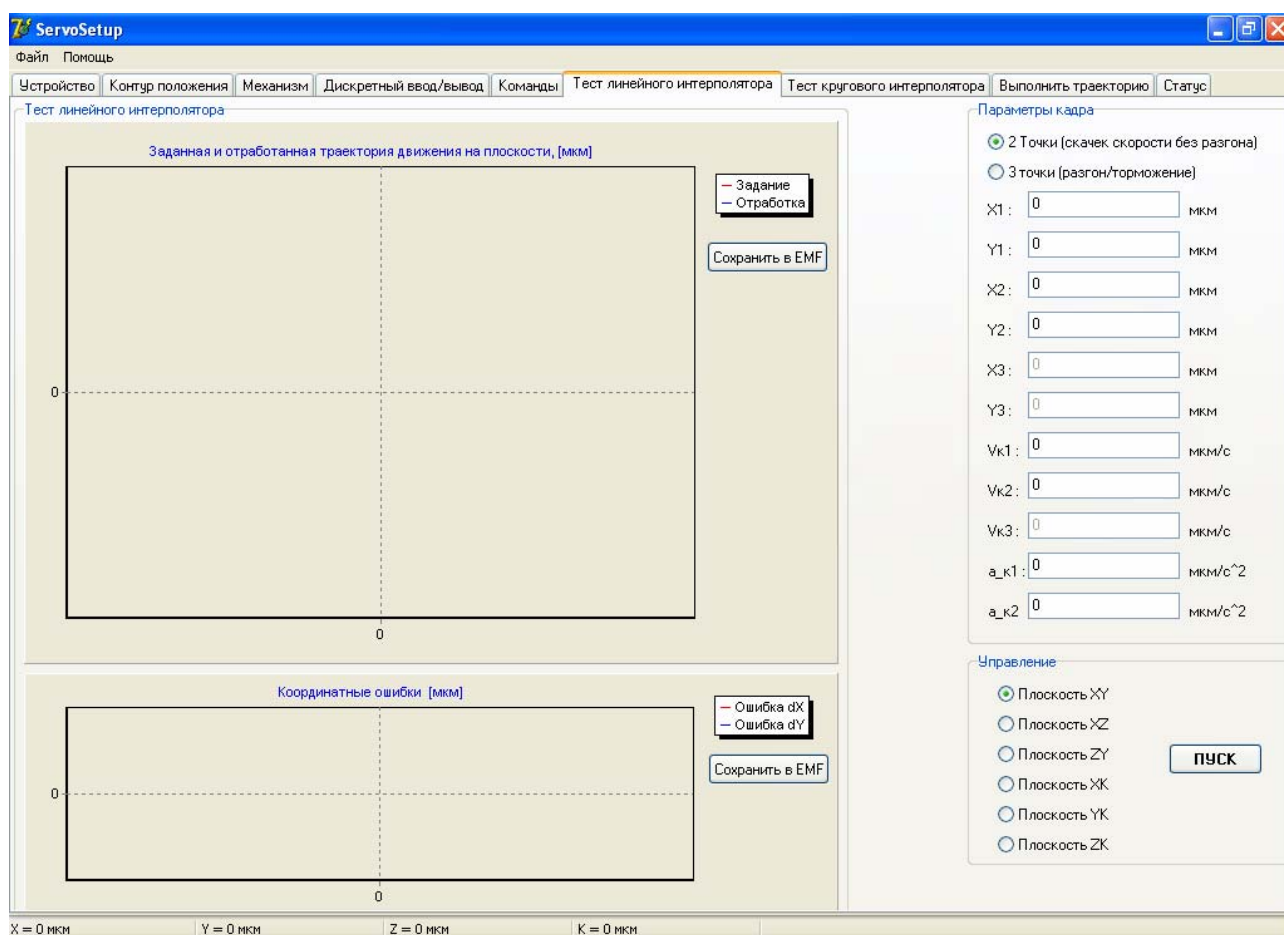 ServoSetup
Файл Помощь
Устройство Контур положения Механизм Дискретный ввод/вывод Команды Тест линейного интерполятора Тест кругового интерполятора Выполнить траекторию Статус
Тест линейного интерполятора
Заданная и отработанная траектория движения на плоскости, [мкм]
Задание
Отработка
Сохранить в EMF
0
0
Координатные ошибки [мкм]
Ошибка dX
Ошибка dY
Сохранить в EMF
0
0
Параметры кадра
2 Точки (скачек скорости без разгона)
3 точки (разгон/торможение)
X1 : 0 мкм
Y1 : 0 мкм
X2 : 0 мкм
Y2 : 0 мкм
X3 : 0 мкм
Y3 : 0 мкм
Vк1 : 0 мкм/с
Vк2 : 0 мкм/с
Vк3 : 0 мкм/с
a_к1 : 0 мкм/с^2
a_к2 0 мкм/с^2
Управление
Плоскость XY
Плоскость XZ
Плоскость ZY
Плоскость XK
Плоскость YK
Плоскость ZK
ПУСК
X = 0 мкм Y = 0 мкм Z = 0 мкм K = 0 мкм